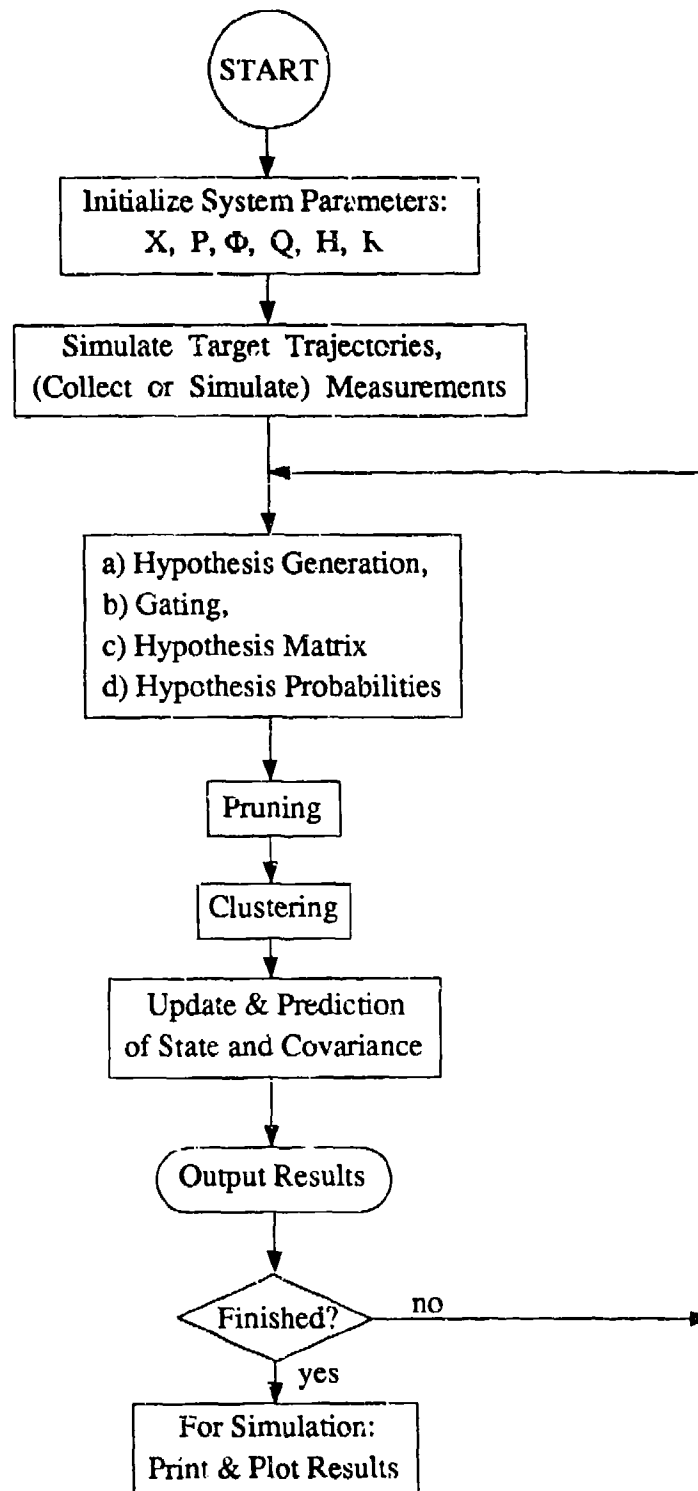 START
Initialize System Parameters:
X, P, Φ, Q, H, R
Simulate Target Trajectories,
(Collect or Simulate) Measurements
a) Hypothesis Generation,
b) Gating,
c) Hypothesis Matrix
d) Hypothesis Probabilities
Pruning
Clustering
Update & Prediction
of State and Covariance
Output Results
Finished?
no
yes
For Simulation:
Print & Plot Results